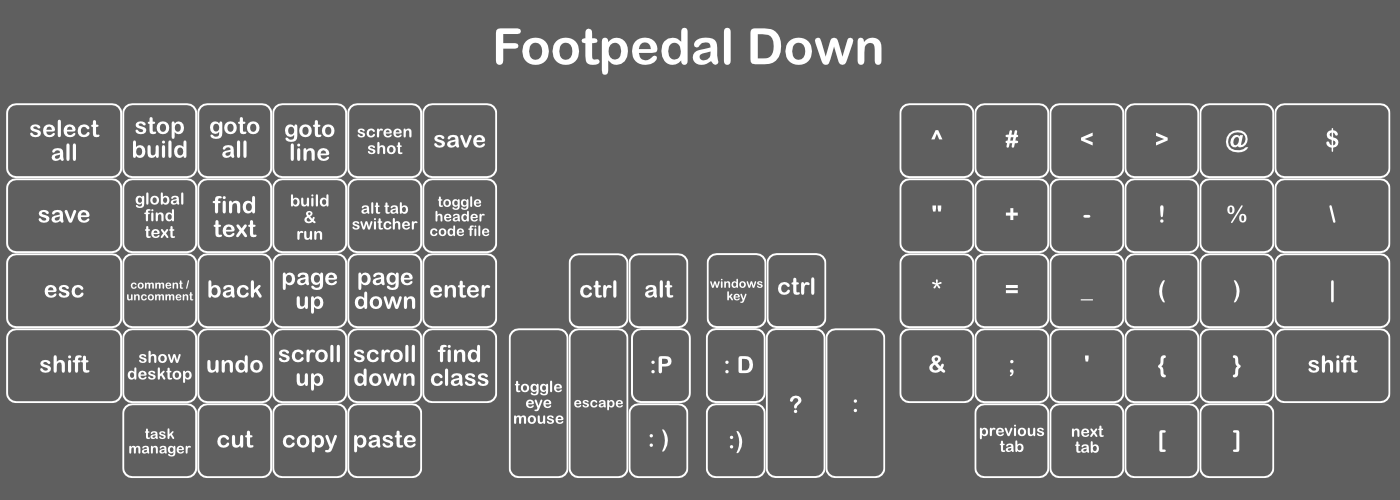 Footpedal Down
select
all
stop
build
goto
all
goto
line
screen
shot
save
^
#
<
>
@
$
save
global
find
text
find
text
build
&
run
alt tab
switcher
toggle
header
code file
"
+
-
!
%
\
esc
comment /
uncomment
back
page
up
page
down
enter
ctrl
alt
windows
key
ctrl
*
=
_
(
)
|
shift
show
desktop
undo
scroll
up
scroll
down
find
class
toggle
eye
mouse
escape
:P
: D
?
:
&
;
'
{
}
shift
task
manager
cut
copy
paste
: )
:)
previous
tab
next
tab
[
]